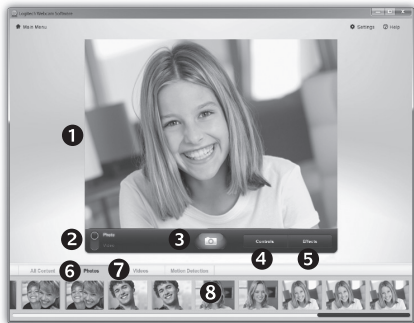 Logitech Webcam Software
Main Menu
Settings
Help
1
Photo
Video
2
3
Controls
Effects
4
5
All Content
Photos
Videos
Motion Detection
6
7
8